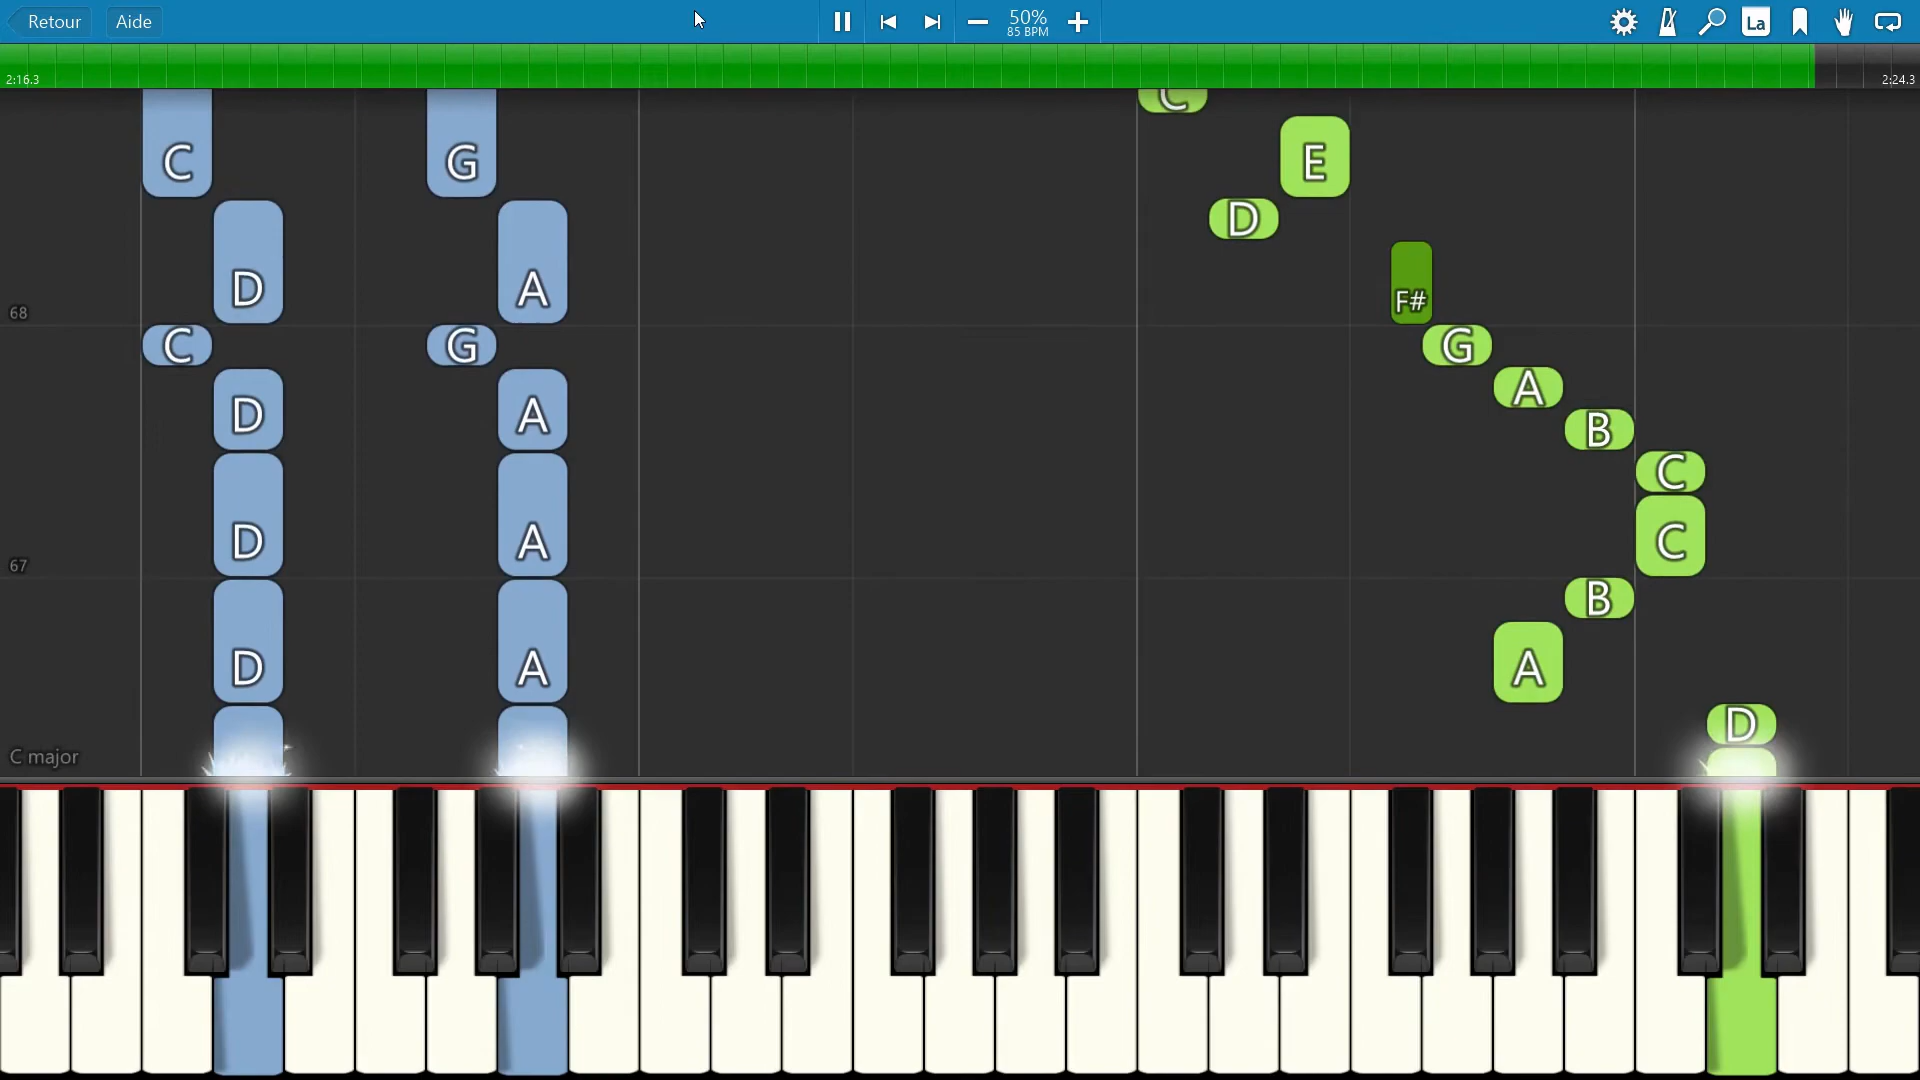 Retour Aide 50% La
85 BPM
2:16.3 2:24.3
C
C G E
D
D A F#
68
C G G
A
D A B
C
D A C
67
B
D A A
D
C major